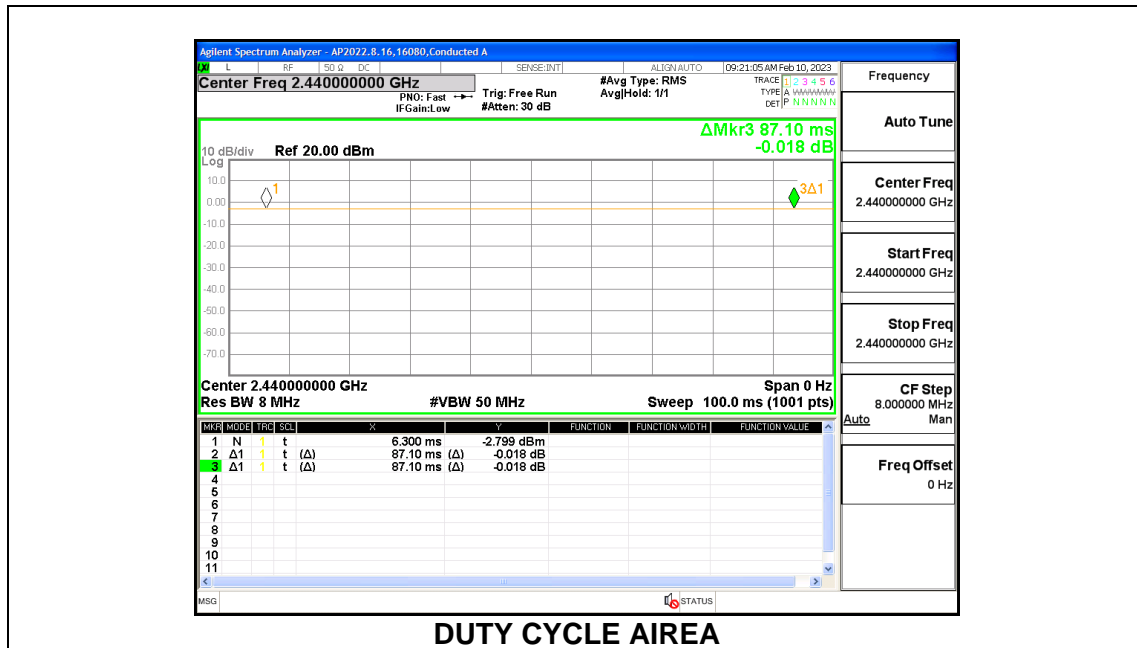 Agilent Spectrum Analyzer - AP2022.8.16,16080,Conducted A
LXI L RF 50 Ω DC SENSE:INT ALIGN AUTO 09:21:05 AM Feb 10, 2023
Center Freq 2.440000000 GHz
PNO: Fast
IFGain:Low
Trig: Free Run
#Atten: 30 dB
#Avg Type: RMS
Avg|Hold: 1/1
TRACE 1 2 3 4 5 6
TYPE A WWWWW
DET P N N N N N
ΔMkr3 87.10 ms
-0.018 dB
10 dB/div Ref 20.00 dBm
Log
10.0
0.00
-10.0
-20.0
-30.0
-40.0
-50.0
-60.0
-70.0
1
3Δ1
Center 2.440000000 GHz Span 0 Hz
Res BW 8 MHz #VBW 50 MHz Sweep 100.0 ms (1001 pts)
MKR MODE TRC SCL X Y FUNCTION FUNCTION WIDTH FUNCTION VALUE
1 N 1 t 6.300 ms -2.799 dBm
2 Δ1 1 t (Δ) 87.10 ms (Δ) -0.018 dB
3 Δ1 1 t (Δ) 87.10 ms (Δ) -0.018 dB
4
5
6
7
8
9
10
11
MSG STATUS
Frequency
Auto Tune
Center Freq
2.440000000 GHz
Start Freq
2.440000000 GHz
Stop Freq
2.440000000 GHz
CF Step
8.000000 MHz
Auto Man
Freq Offset
0 Hz
DUTY CYCLE AIREA